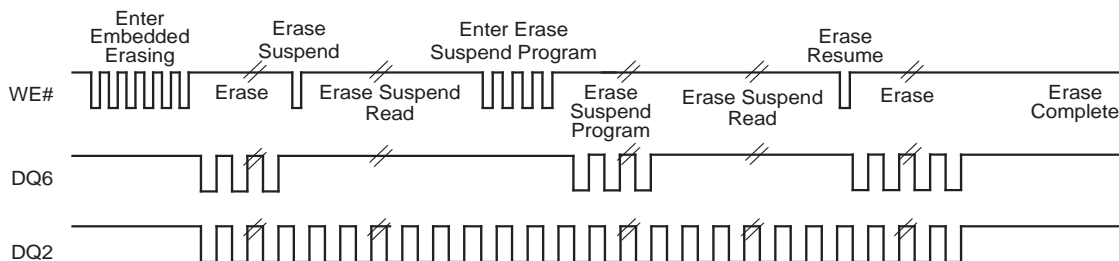 Enter
Embedded
Erasing
Erase
Suspend
Enter Erase
Suspend Program
Erase
Resume
WE#
Erase
Erase Suspend
Read
Erase
Suspend
Program
Erase Suspend
Read
Erase
Erase
Complete
DQ6
DQ2